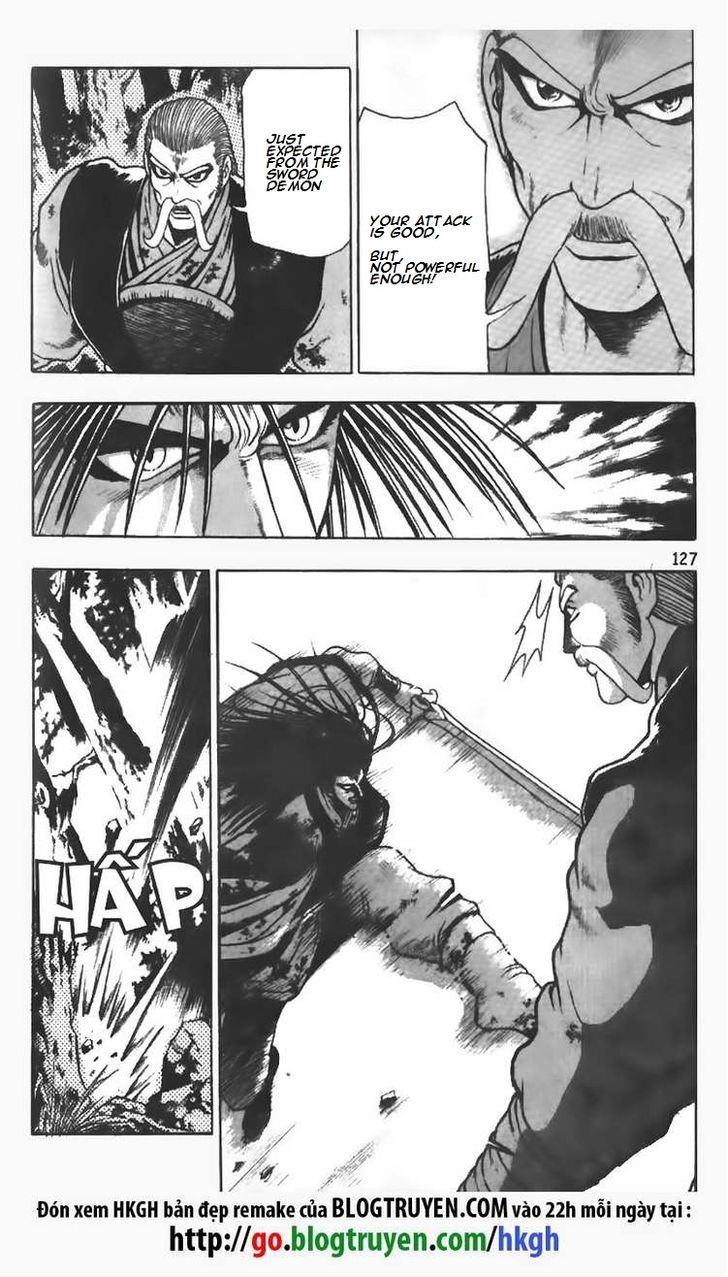 JUST
EXPECTED
FROM THE
SWORD
DEMON
YOUR ATTACK
IS GOOD,
BUT,
NOT POWERFUL
ENOUGH!
127
HẤP
Đón xem HKGH bản đẹp remake của BLOGTRUYEN.COM vào 22h mỗi ngày tại :
http://go.blogtruyen.com/hkgh